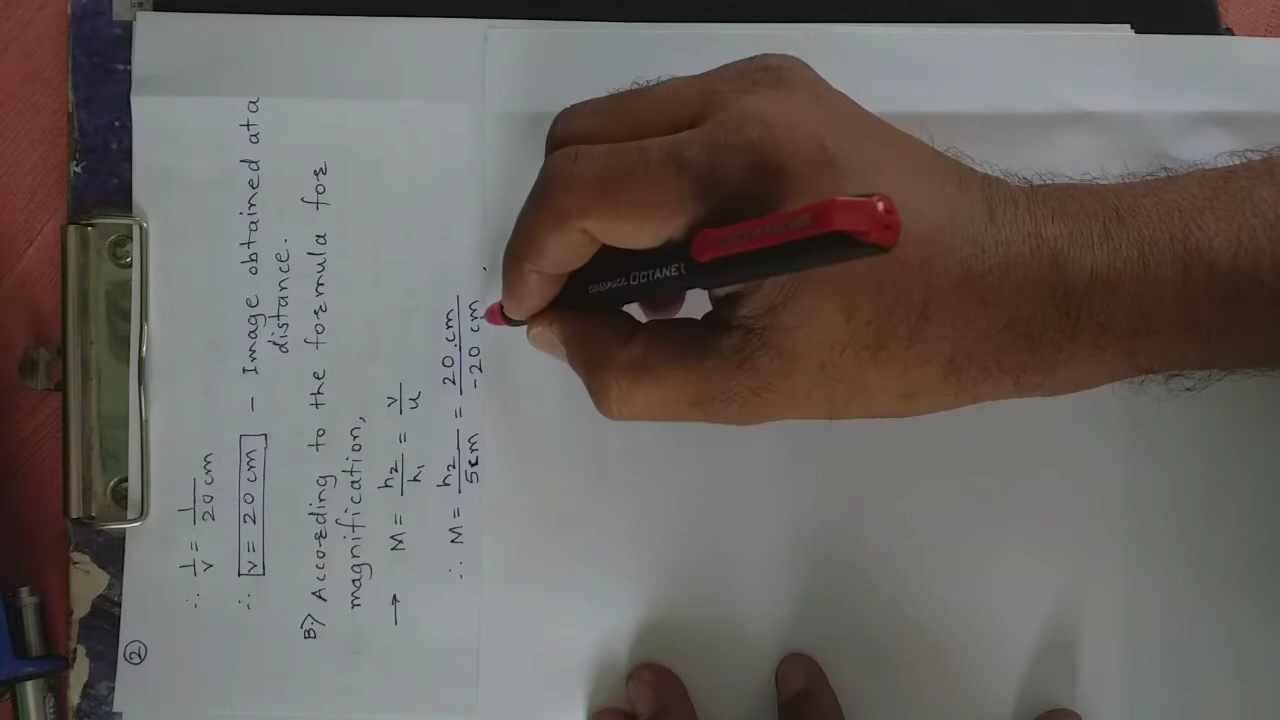 ②
∴ 1/v = 1/20 cm
∴ v = 20 cm - Image obtained at a
distance.
B) According to the formula for
magnification,
→ M = h₂/h₁ = v/u
∴ M = h₂/5cm = 20.cm/-20 cm
OCTANE